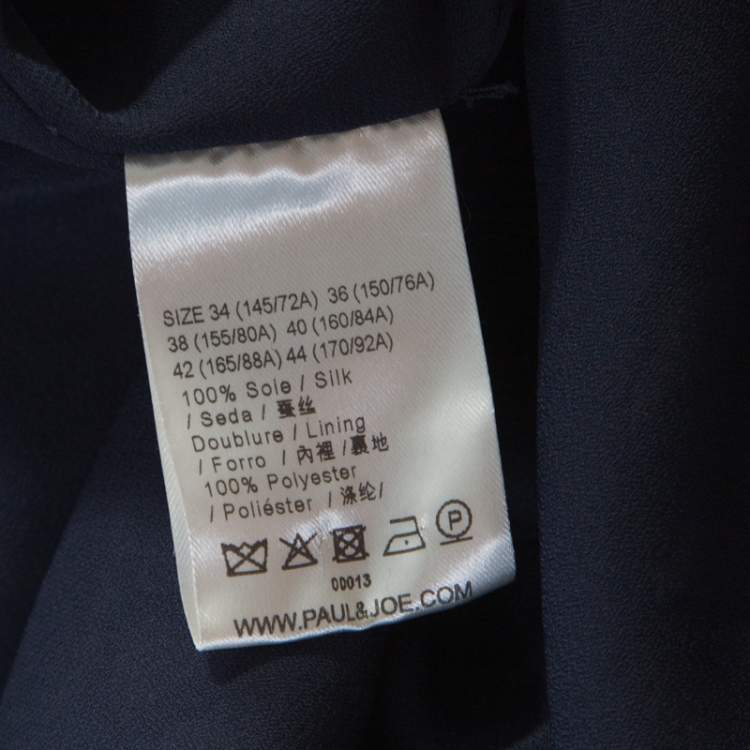 SIZE 34 (145/72A) 36 (150/76A)
38 (155/80A) 40 (160/84A)
42 (165/88A) 44 (170/92A)
100% Soie / Silk
/ Seda / 蚕丝
Doublure / Lining
/ Forro / 內裡 /裏地
100% Polyester
/ Poliéster / 涤纶/
P
00013
WWW.PAUL&JOE.COM